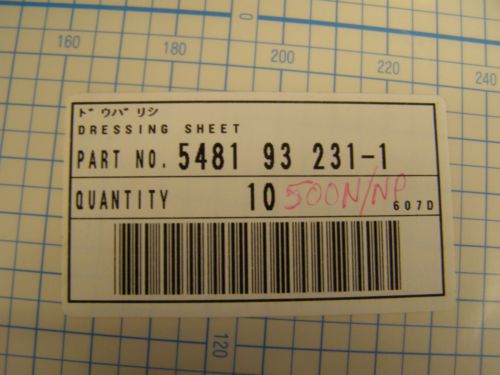 0
160 180 200 220 240
ドウバリシ
DRESSING SHEET
PART NO. 5481 93 231-1
QUANTITY 10 500N/NP 607D
120